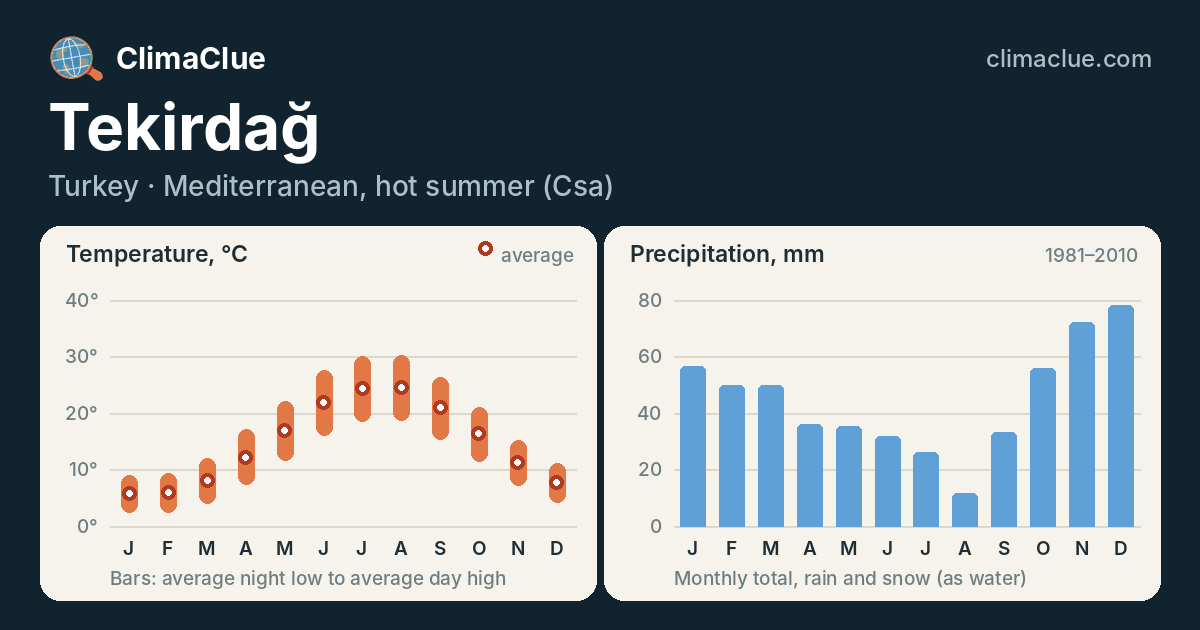 ClimaClue
climaclue.com
Tekirdağ
Turkey · Mediterranean, hot summer (Csa)
Temperature, °C
average
40°
30°
20°
10°
0°
J F M A M J J A S O N D
Bars: average night low to average day high
Precipitation, mm
1981–2010
80
60
40
20
0
J F M A M J J A S O N D
Monthly total, rain and snow (as water)